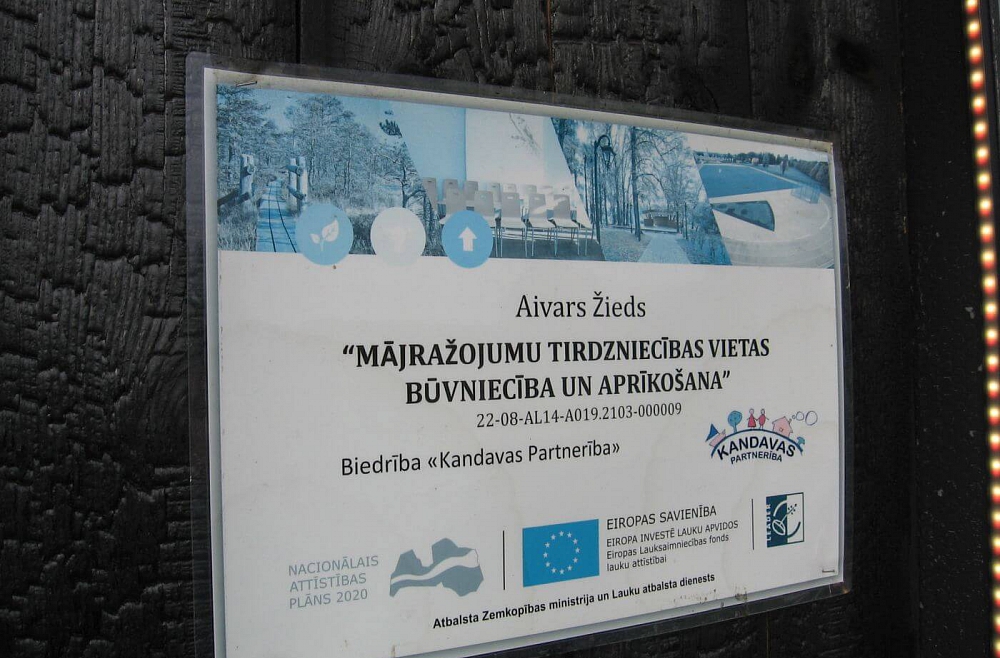 Aivars Žieds
“MĀJRAŽOJUMU TIRDZNIECĪBAS VIETAS
BŪVNIECĪBA UN APRĪKOŠANA”
22-08-AL14-A019.2103-000009
Biedrība «Kandavas Partnerība»
KANDAVAS
PARTNERĪBA
NACIONĀLAIS
ATTĪSTĪBAS
PLĀNS 2020
EIROPAS SAVIENĪBA
EIROPA INVESTĒ LAUKU APVIDOS
Eiropas Lauksaimniecības fonds
lauku attīstībai
LEADER
Atbalsta Zemkopības ministrija un Lauku atbalsta dienests